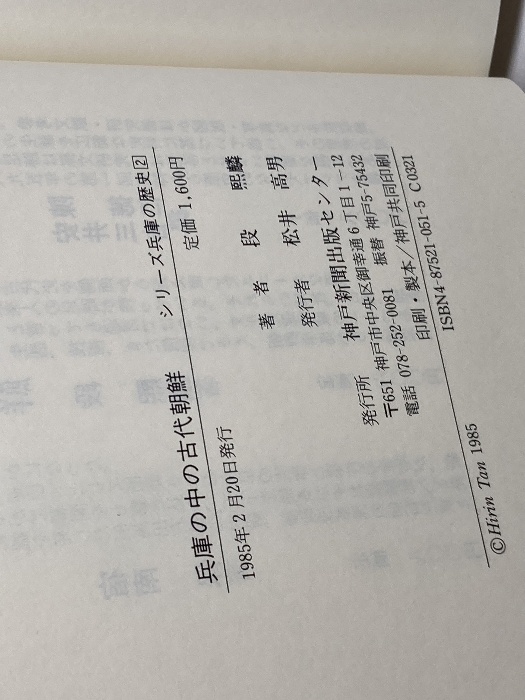 兵庫の中の古代朝鮮 シリーズ兵庫の歴史2
1985年2月20日発行 定価 1,600円
著者 段 熙麟
発行者 松井 高男
発行所 神戸新聞出版センター
〒651 神戸市中央区御幸通6丁目1-12
電話 078-252-0081 振替 神戸5-75432
印刷・製本/神戸共同印刷
ISBN4-87521-051-5 C0321
©Hirin Tan 1985